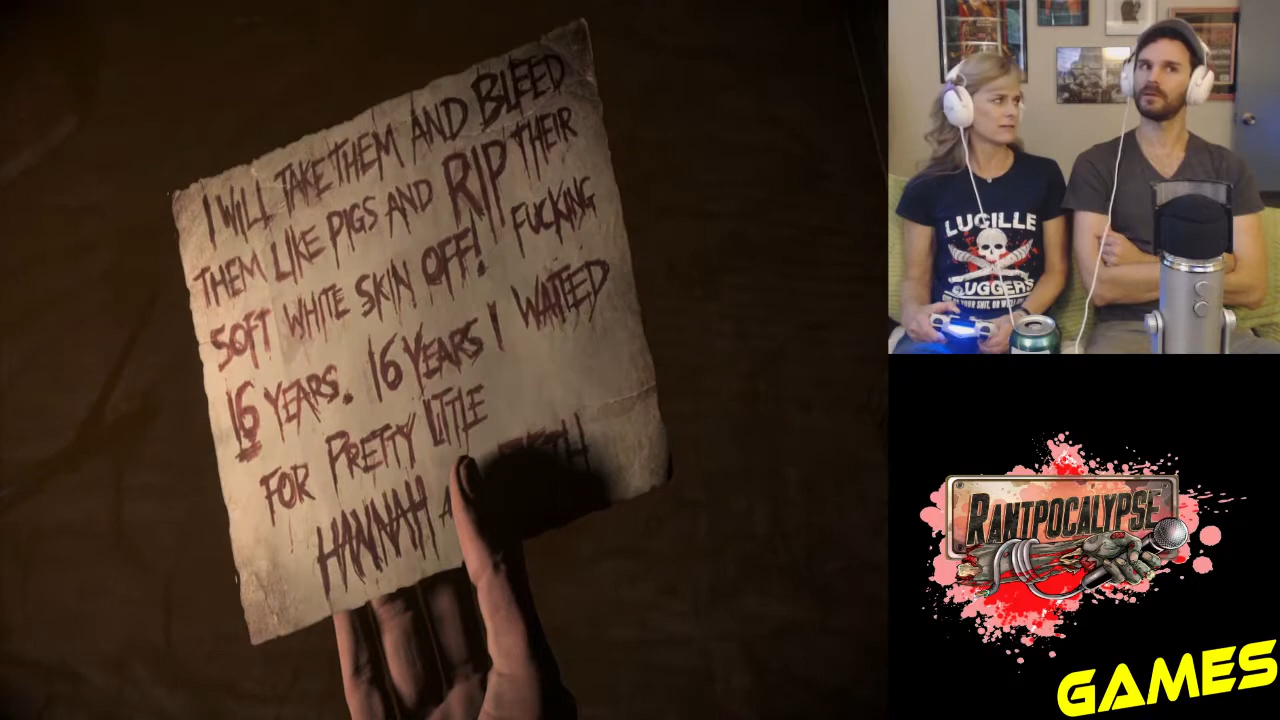 I WILL TAKE THEM AND BLEED
THEM LIKE PIGS AND RIP THEIR
SOFT WHITE SKIN OFF! FUCKING
16 YEARS. 16 YEARS I WAITED
FOR PRETTY LITTLE
HANNAH
LUCILLE
SLUGGERS
RANTPOCALYPSE
GAMES